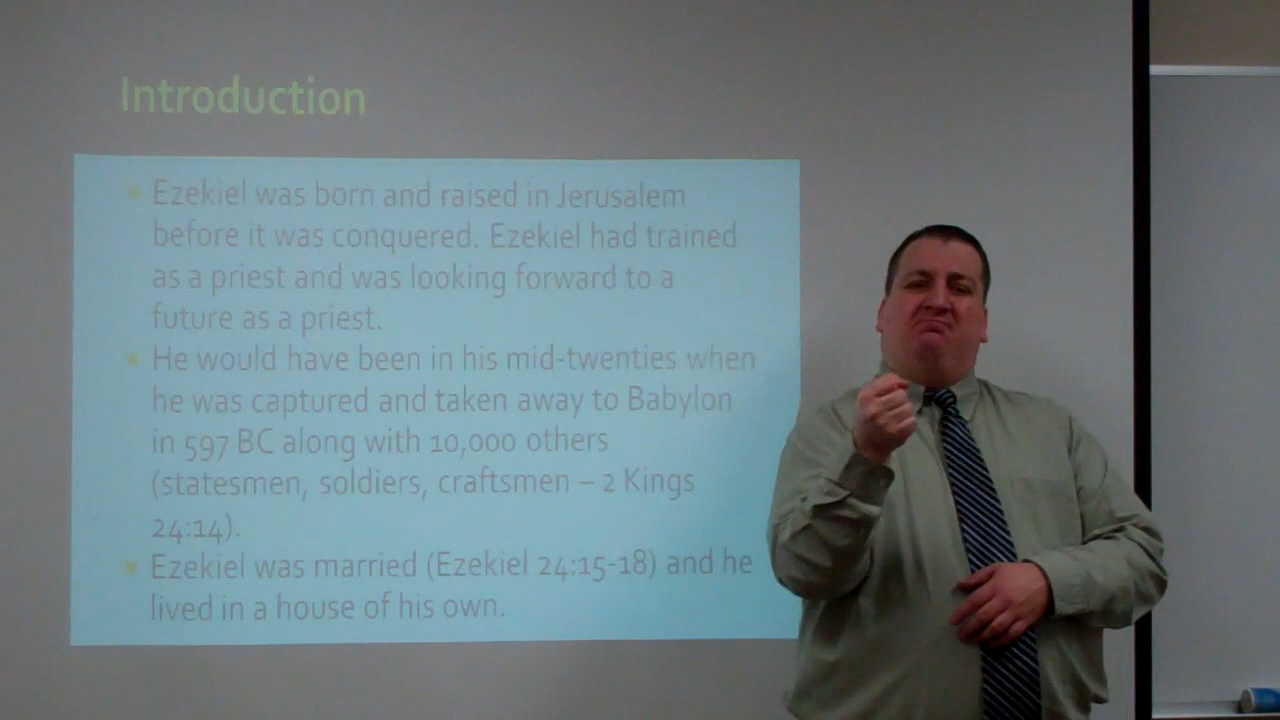 Introduction
• Ezekiel was born and raised in Jerusalem
before it was conquered. Ezekiel had trained
as a priest and was looking forward to a
future as a priest.
• He would have been in his mid-twenties when
he was captured and taken away to Babylon
in 597 BC along with 10,000 others
(statesmen, soldiers, craftsmen – 2 Kings
24:14).
• Ezekiel was married (Ezekiel 24:15-18) and he
lived in a house of his own.